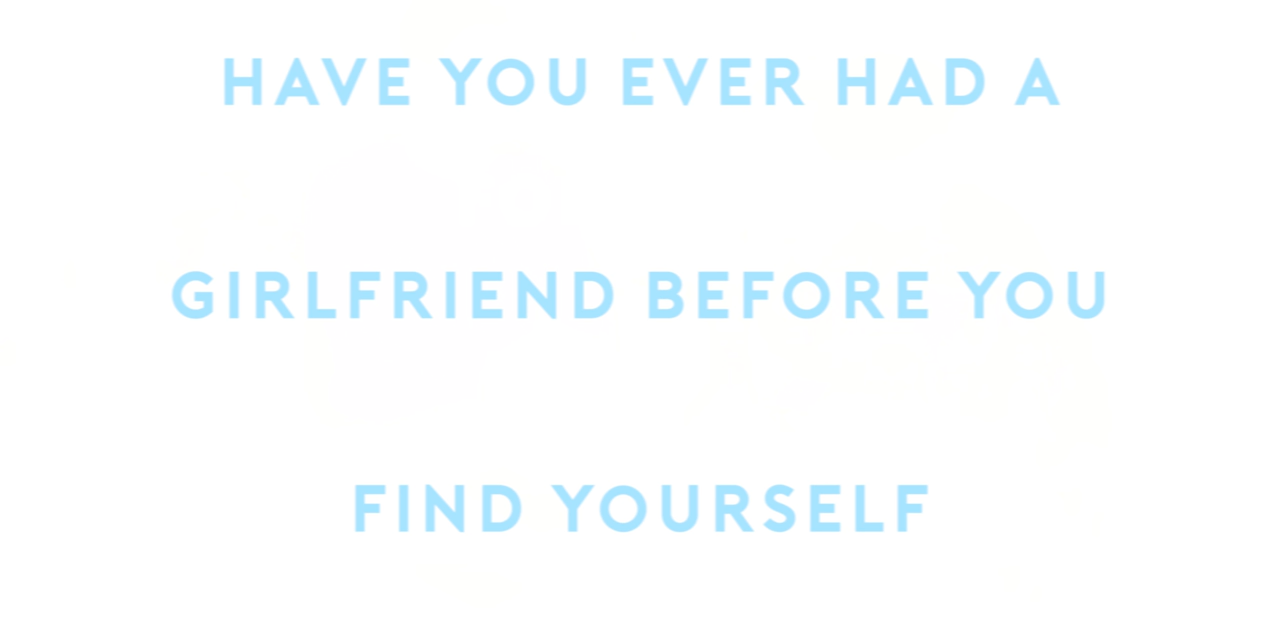 HAVE YOU EVER HAD A
GIRLFRIEND BEFORE YOU
FIND YOURSELF